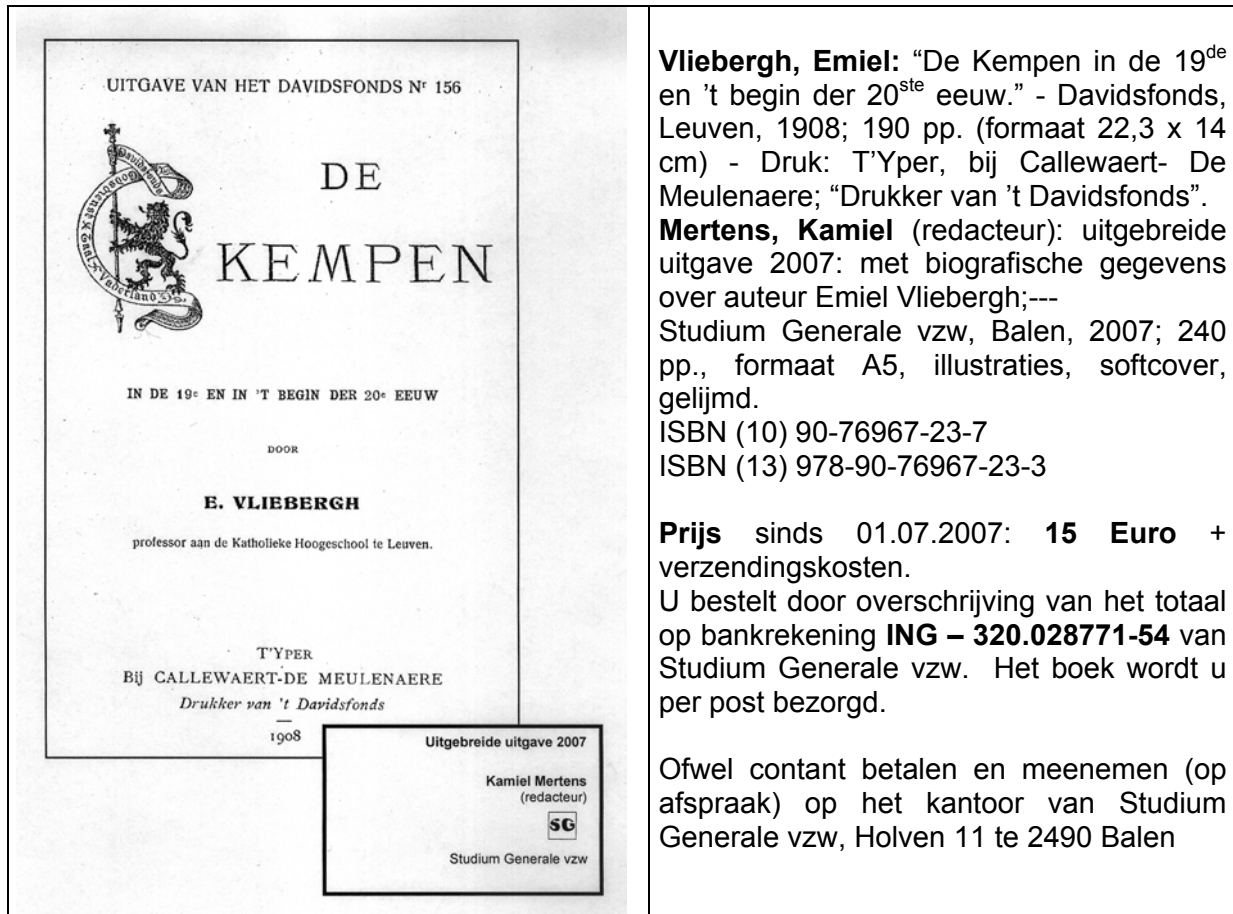 UITGAVE VAN HET DAVIDSFONDS Nr 156
Davidsfonds
Godsdienst & Taal & Vaderland
DE
KEMPEN
IN DE 19e EN IN 'T BEGIN DER 20e EEUW
DOOR
E. VLIEBERGH
professor aan de Katholieke Hoogeschool te Leuven.
T'YPER
Bij CALLEWAERT-DE MEULENAERE
Drukker van 't Davidsfonds
1908
Uitgebreide uitgave 2007
Kamiel Mertens
(redacteur)
SG
Studium Generale vzw
Vliebergh, Emiel: “De Kempen in de 19de
en ’t begin der 20ste eeuw.” - Davidsfonds,
Leuven, 1908; 190 pp. (formaat 22,3 x 14
cm) - Druk: T’Yper, bij Callewaert- De
Meulenaere; “Drukker van ’t Davidsfonds”.
Mertens, Kamiel (redacteur): uitgebreide
uitgave 2007: met biografische gegevens
over auteur Emiel Vliebergh;---
Studium Generale vzw, Balen, 2007; 240
pp., formaat A5, illustraties, softcover,
gelijmd.
ISBN (10) 90-76967-23-7
ISBN (13) 978-90-76967-23-3
Prijs sinds 01.07.2007: 15 Euro +
verzendingskosten.
U bestelt door overschrijving van het totaal
op bankrekening ING – 320.028771-54 van
Studium Generale vzw. Het boek wordt u
per post bezorgd.
Ofwel contant betalen en meenemen (op
afspraak) op het kantoor van Studium
Generale vzw, Holven 11 te 2490 Balen